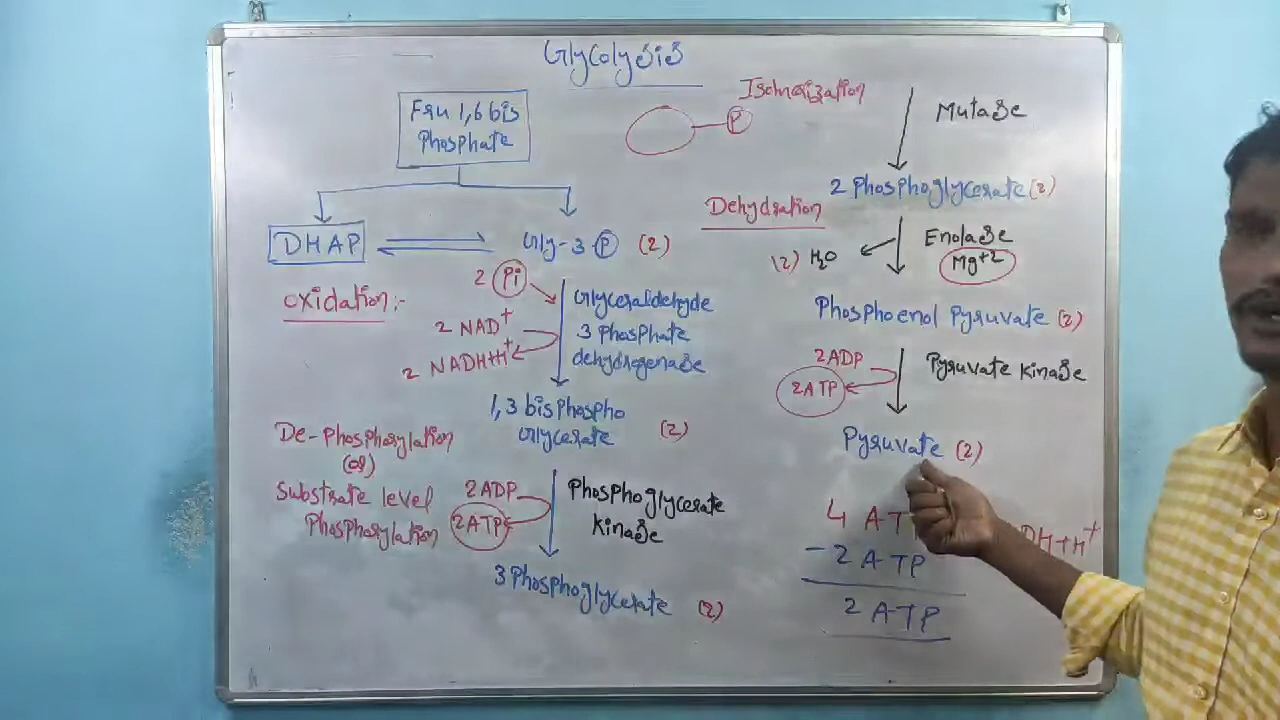 Glycolysis
Fru 1,6 bis
Phosphate
DHAP
Gly-3 P (2)
Oxidation:-
2 Pi
2 NAD+
2 NADH+H+
Glyceraldehyde
3 Phosphate
dehydrogenase
1,3 bisphospho
Glycerate (2)
De-Phosphorylation
(or)
Substrate level
Phosphorylation
2ADP
2ATP
Phosphoglycerate
kinase
3 Phosphoglycerate (2)
Isomerization
P
Mutase
2 Phosphoglycerate (2)
Dehydration
Enolase
Mg+2
(2) H2O
Phosphoenol Pyruvate (2)
2ADP
2ATP
Pyruvate kinase
Pyruvate (2)
4
DH+H+
-2 ATP
2 ATP